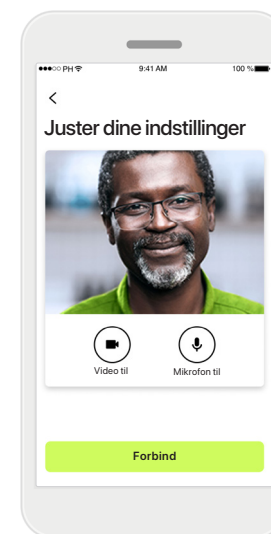 ●●●○○ PH 9:41 AM 100 %
Juster dine indstillinger
Video til Mikrofon til
Forbind